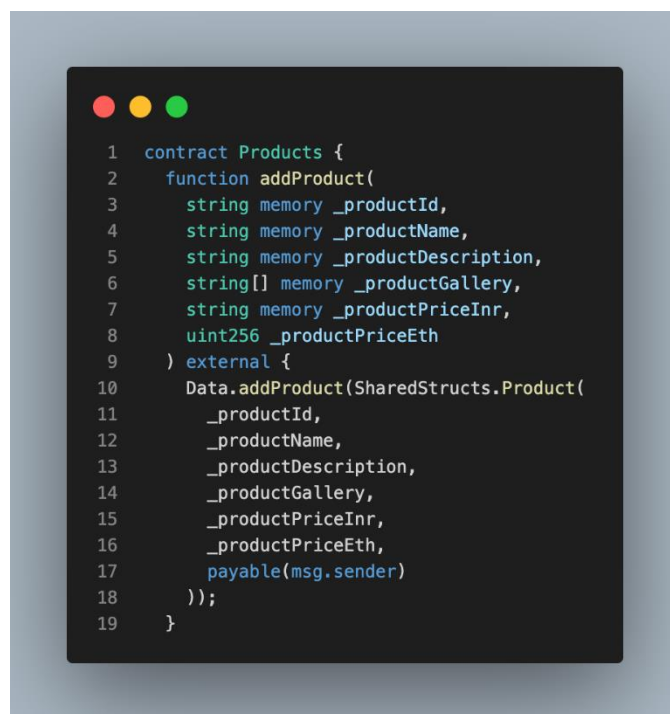 1 contract Products {
2 function addProduct(
3 string memory _productId,
4 string memory _productName,
5 string memory _productDescription,
6 string[] memory _productGallery,
7 string memory _productPriceInr,
8 uint256 _productPriceEth
9 ) external {
10 Data.addProduct(SharedStructs.Product(
11 _productId,
12 _productName,
13 _productDescription,
14 _productGallery,
15 _productPriceInr,
16 _productPriceEth,
17 payable(msg.sender)
18 ));
19 }